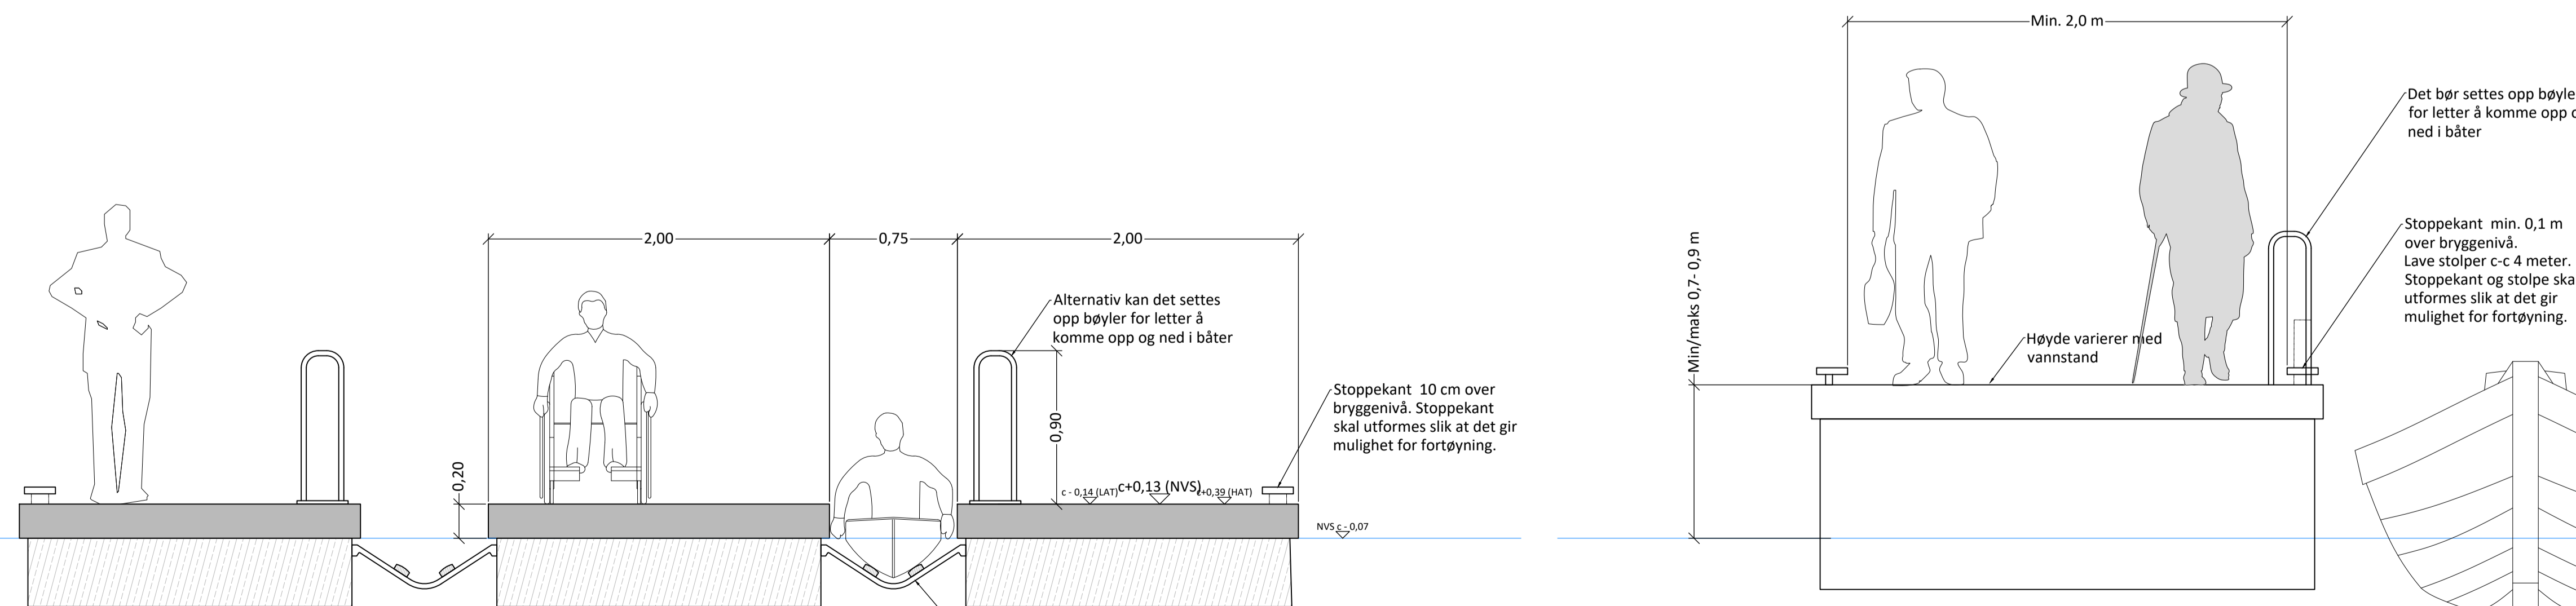 2,00
0,75
2,00
Alternativ kan det settes
opp bøyler for letter å
komme opp og ned i båter
0,90
Stoppekant 10 cm over
bryggenivå. Stoppekant
skal utformes slik at det gir
mulighet for fortøyning.
0,20
c - 0,14 (LAT)
c+0,13 (NVS)
c+0,39 (HAT)
NVS c - 0,07
Min. 2,0 m
Min/maks 0,7- 0,9 m
Høyde varierer med
vannstand
Det bør settes opp bøyle
for letter å komme opp
ned i båter
Stoppekant min. 0,1 m
over bryggenivå.
Lave stolper c-c 4 meter.
Stoppekant og stolpe ska
utformes slik at det gir
mulighet for fortøyning.